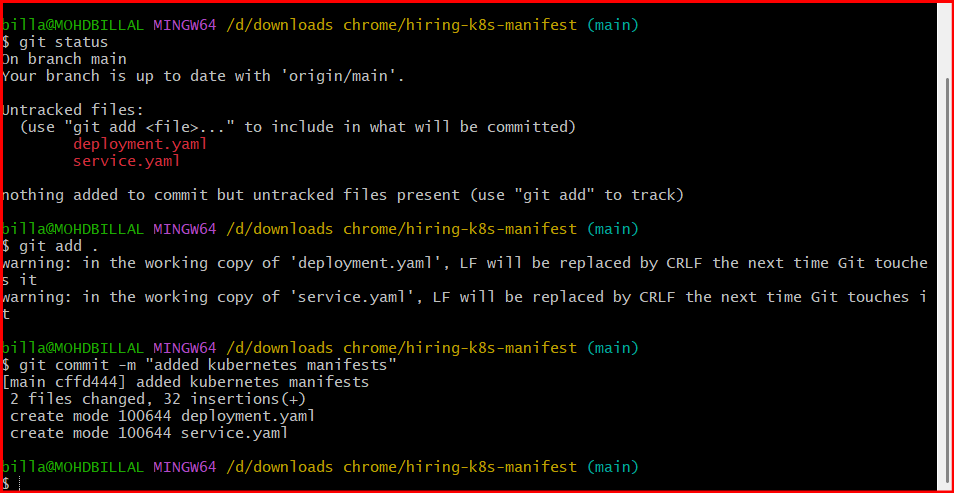 billa@MOHDBILLAL MINGW64 /d/downloads chrome/hiring-k8s-manifest (main)
$ git status
On branch main
Your branch is up to date with 'origin/main'.
Untracked files:
  (use "git add <file>..." to include in what will be committed)
        deployment.yaml
        service.yaml
nothing added to commit but untracked files present (use "git add" to track)
billa@MOHDBILLAL MINGW64 /d/downloads chrome/hiring-k8s-manifest (main)
$ git add .
warning: in the working copy of 'deployment.yaml', LF will be replaced by CRLF the next time Git touche
s it
warning: in the working copy of 'service.yaml', LF will be replaced by CRLF the next time Git touches i
t
billa@MOHDBILLAL MINGW64 /d/downloads chrome/hiring-k8s-manifest (main)
$ git commit -m "added kubernetes manifests"
[main cffd444] added kubernetes manifests
 2 files changed, 32 insertions(+)
 create mode 100644 deployment.yaml
 create mode 100644 service.yaml
billa@MOHDBILLAL MINGW64 /d/downloads chrome/hiring-k8s-manifest (main)
$